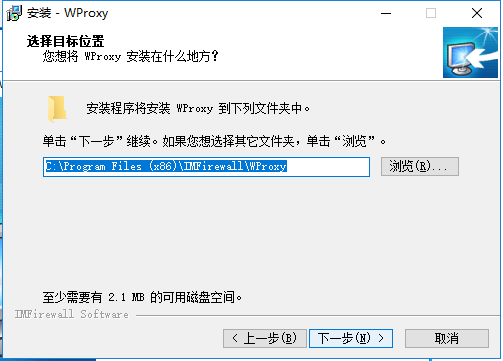 安装 - WProxy
选择目标位置
您想将 WProxy 安装在什么地方？
安装程序将安装 WProxy 到下列文件夹中。
单击“下一步”继续。如果您想选择其它文件夹，单击“浏览”。
C:\Program Files (x86)\IMFirewall\WProxy
浏览(R)...
至少需要有 2.1 MB 的可用磁盘空间。
IMFirewall Software
< 上一步(B)
下一步(N) >
取消